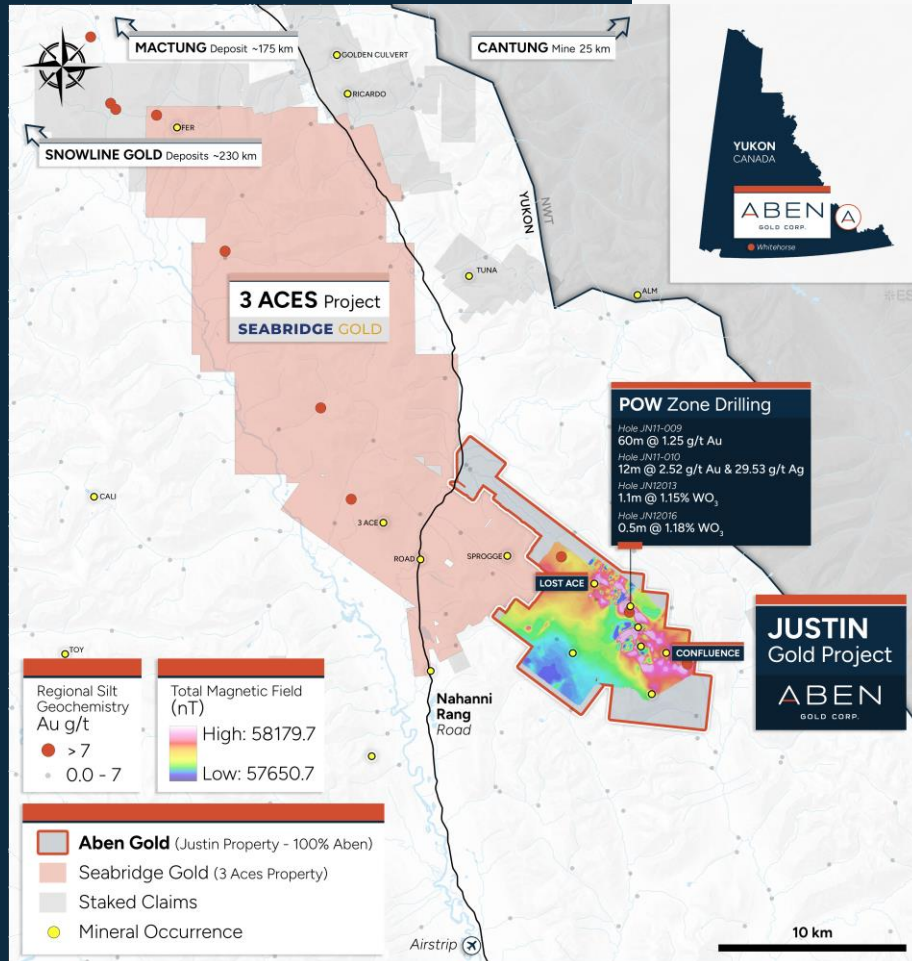 MACTUNG Deposit ~175 km
CANTUNG Mine 25 km
GOLDEN CULVERT
RICARDO
FER
SNOWLINE GOLD Deposits ~230 km
YUKON
NWT
YUKON
CANADA
ABEN
GOLD CORP.
A
Whitehorse
TUNA
ALM
3 ACES Project
SEABRIDGE GOLD
POW Zone Drilling
Hole JN11-009
60m @ 1.25 g/t Au
Hole JN11-010
12m @ 2.52 g/t Au & 29.53 g/t Ag
Hole JN12013
1.1m @ 1.15% WO₃
Hole JN12016
0.5m @ 1.18% WO₃
CALI
3 ACE
ROAD
SPROGGE
LOST ACE
CONFLUENCE
JUSTIN
Gold Project
ABEN
GOLD CORP.
TOY
Regional Silt
Geochemistry
Au g/t
> 7
0.0 - 7
Total Magnetic Field
(nT)
High: 58179.7
Low: 57650.7
Nahanni
Rang
Road
Aben Gold (Justin Property - 100% Aben)
Seabridge Gold (3 Aces Property)
Staked Claims
Mineral Occurrence
Airstrip
10 km